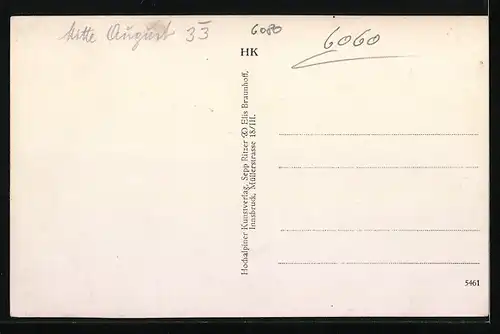 Mitte August 33
6080
6060
HK
Hochalpiner Kunstverlag, Sepp Ritzer & Elis Braunhoff,
Innsbruck, Müllerstrasse 18/III.
5461